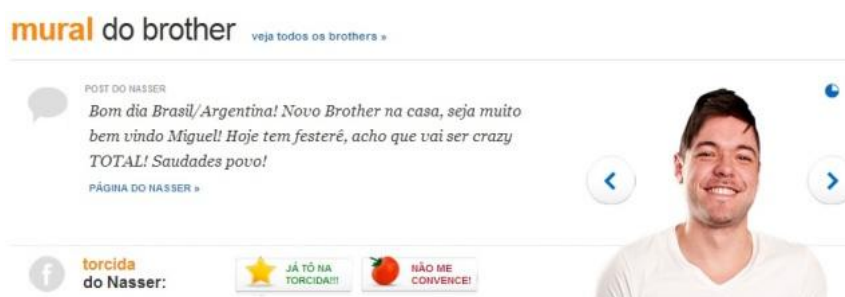 mural do brother veja todos os brothers »
POST DO NASSER
Bom dia Brasil/Argentina! Novo Brother na casa, seja muito
bem vindo Miguel! Hoje tem festerê, acho que vai ser crazy
TOTAL! Saudades povo!
PÁGINA DO NASSER »
torcida
do Nasser:
JÁ TÔ NA
TORCIDA!!!
NÃO ME
CONVENCE!